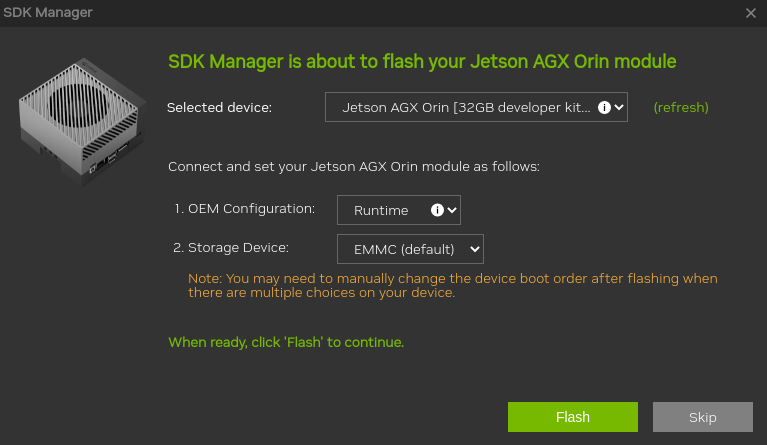 SDK Manager
SDK Manager is about to flash your Jetson AGX Orin module
Selected device: Jetson AGX Orin [32GB developer kit... (refresh)
Connect and set your Jetson AGX Orin module as follows:
1. OEM Configuration: Runtime
2. Storage Device: EMMC (default)
Note: You may need to manually change the device boot order after flashing when
there are multiple choices on your device.
When ready, click 'Flash' to continue.
Flash Skip